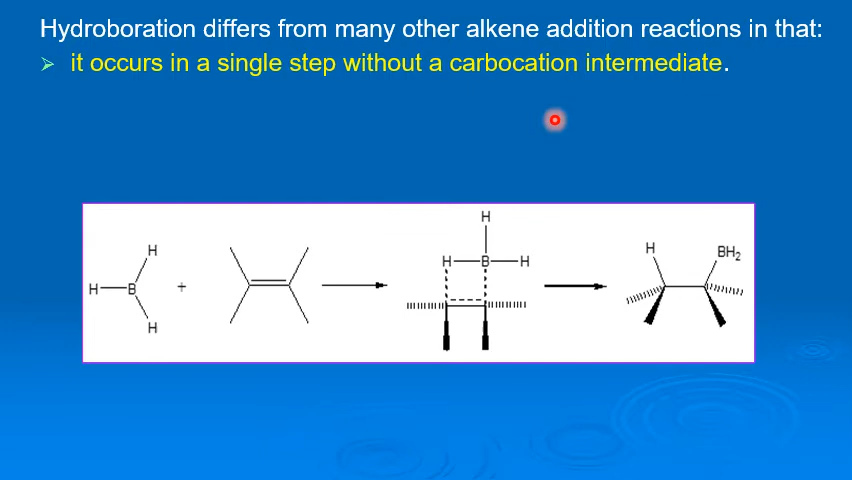 Hydroboration differs from many other alkene addition reactions in that:
➢ it occurs in a single step without a carbocation intermediate.
H
H—B
H
+
H
H—B—H
H
BH₂